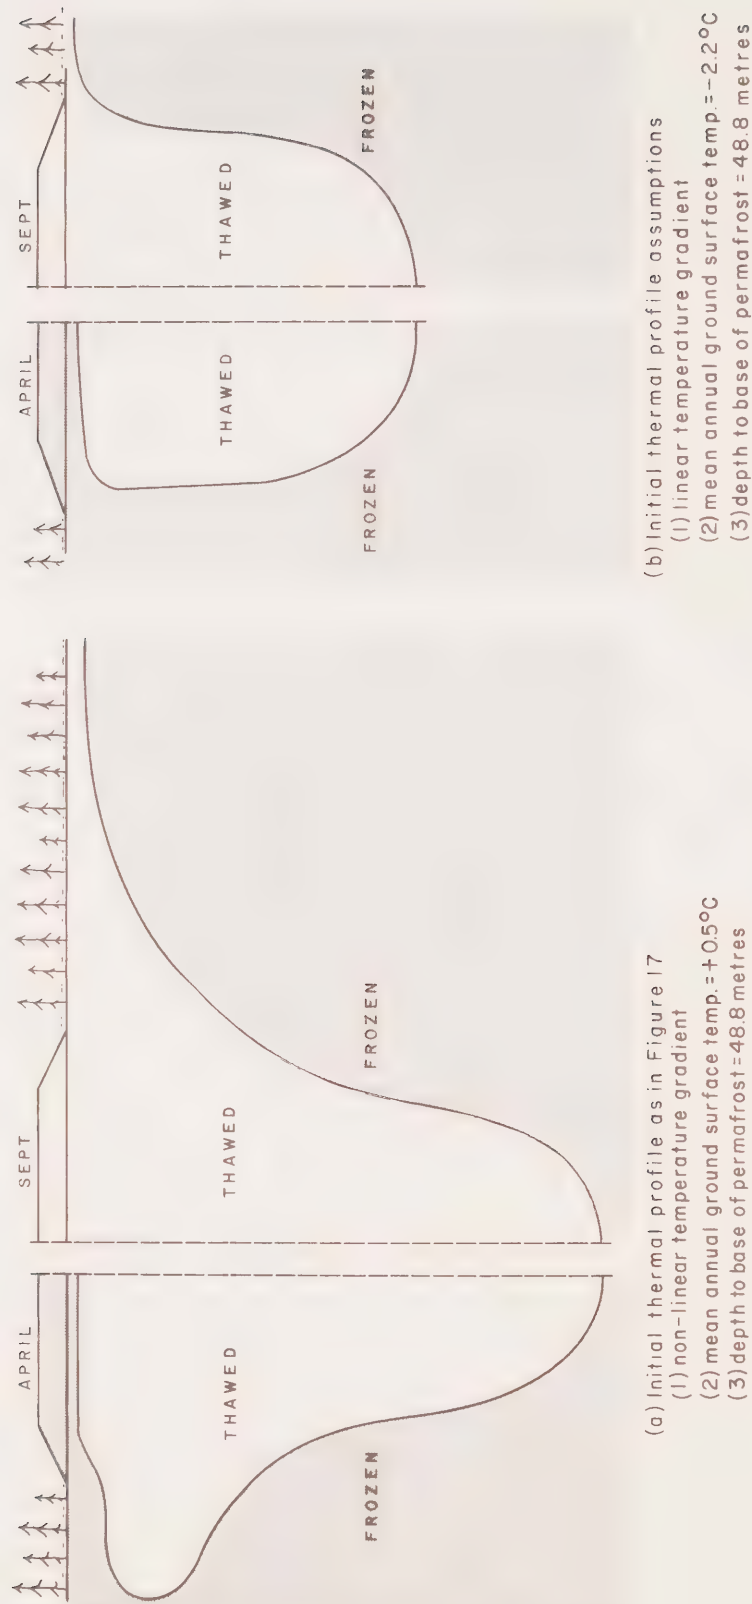 APRIL
SEPT
THAWED
THAWED
FROZEN
FROZEN
(a) Initial thermal profile as in Figure 17
(1) non-linear temperature gradient
(2) mean annual ground surface temp. = +0.5°C
(3) depth to base of permafrost = 48.8 metres
APRIL
SEPT
THAWED
THAWED
FROZEN
FROZEN
(b) Initial thermal profile assumptions
(1) linear temperature gradient
(2) mean annual ground surface temp. = -2.2°C
(3) depth to base of permafrost = 48.8 metres